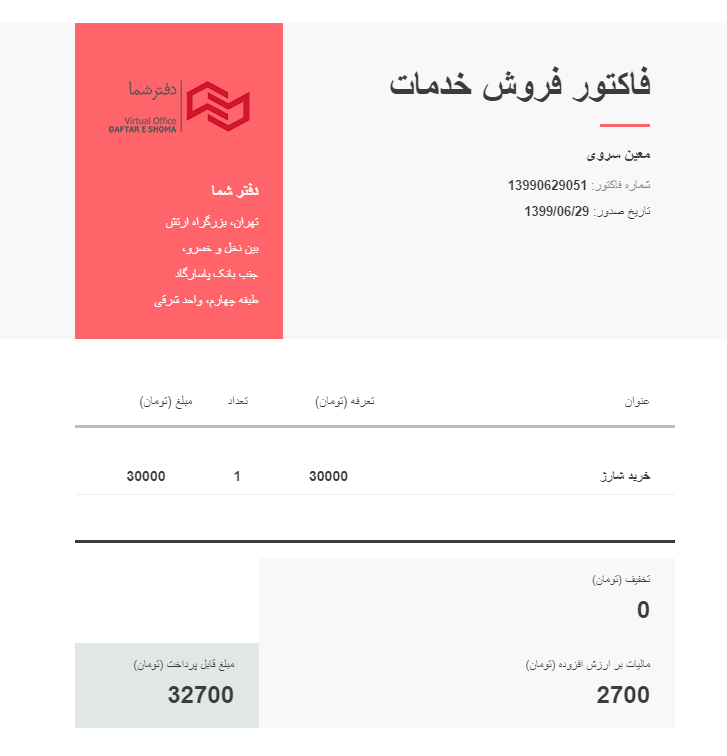 فاکتور فروش خدمات
معین سروی
شماره فاکتور: 13990629051
تاریخ صدور: 1399/06/29
دفتر شما
Virtual Office
DAFTAR E SHOMA
دفتر شما
تهران، بزرگراه ارتش
بین نخل و خسرو،
جنب بانک پاسارگاد
طبقه چهارم، واحد شرقی
عنوان تعرفه (تومان) تعداد مبلغ (تومان)
خرید شارژ 30000 1 30000
تخفیف (تومان)
0
مالیات بر ارزش افزوده (تومان)
2700
مبلغ قابل پرداخت (تومان)
32700